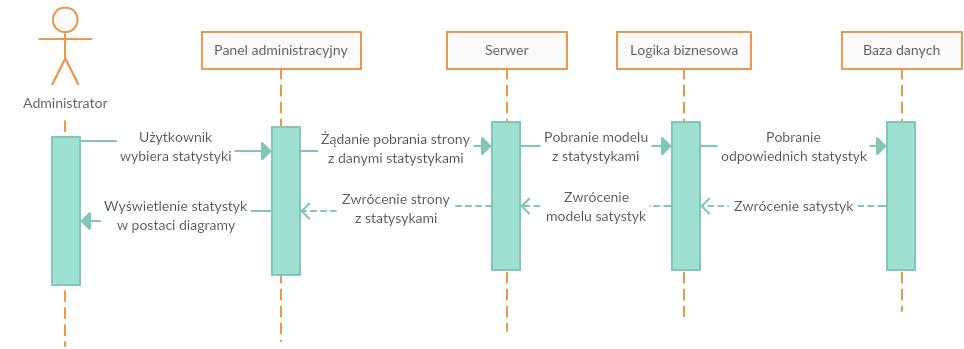 Panel administracyjny
Serwer
Logika biznesowa
Baza danych
Administrator
Użytkownik
wybiera statystyki
Żądanie pobrania strony
z danymi statystykami
Pobranie modelu
z statystykami
Pobranie
odpowiednich statystyk
Wyświetlenie statystyk
w postaci diagramy
Zwrócenie strony
z statysykami
Zwrócenie
modelu satystyk
Zwrócenie satystyk